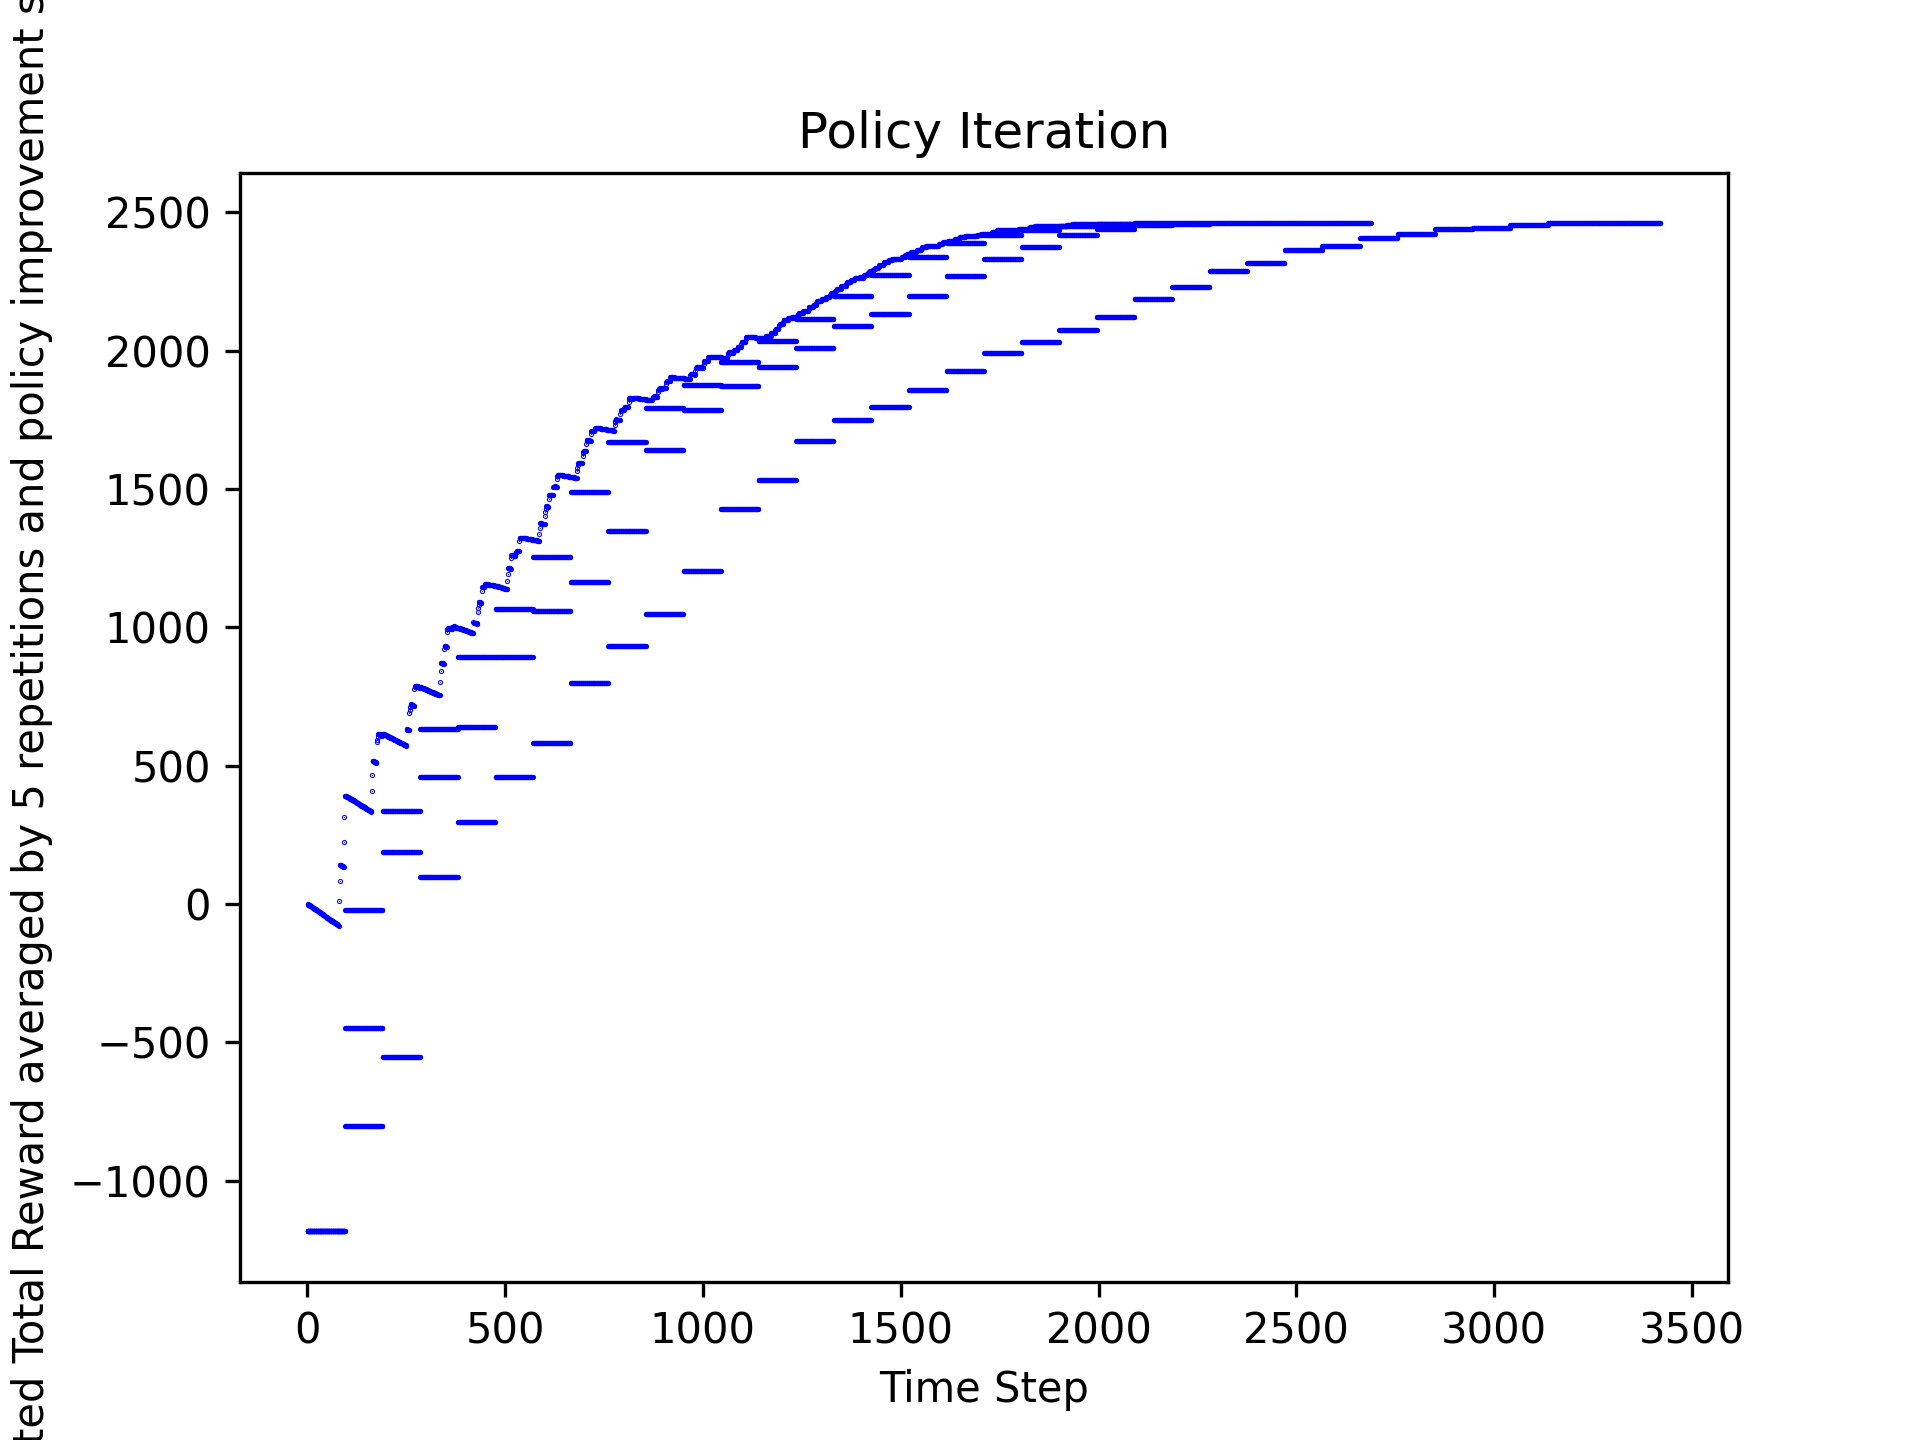 Policy Iteration
ted Total Reward averaged by 5 repetitions and policy improvement s
2500
2000
1500
1000
500
0
−500
−1000
0 500 1000 1500 2000 2500 3000 3500
Time Step